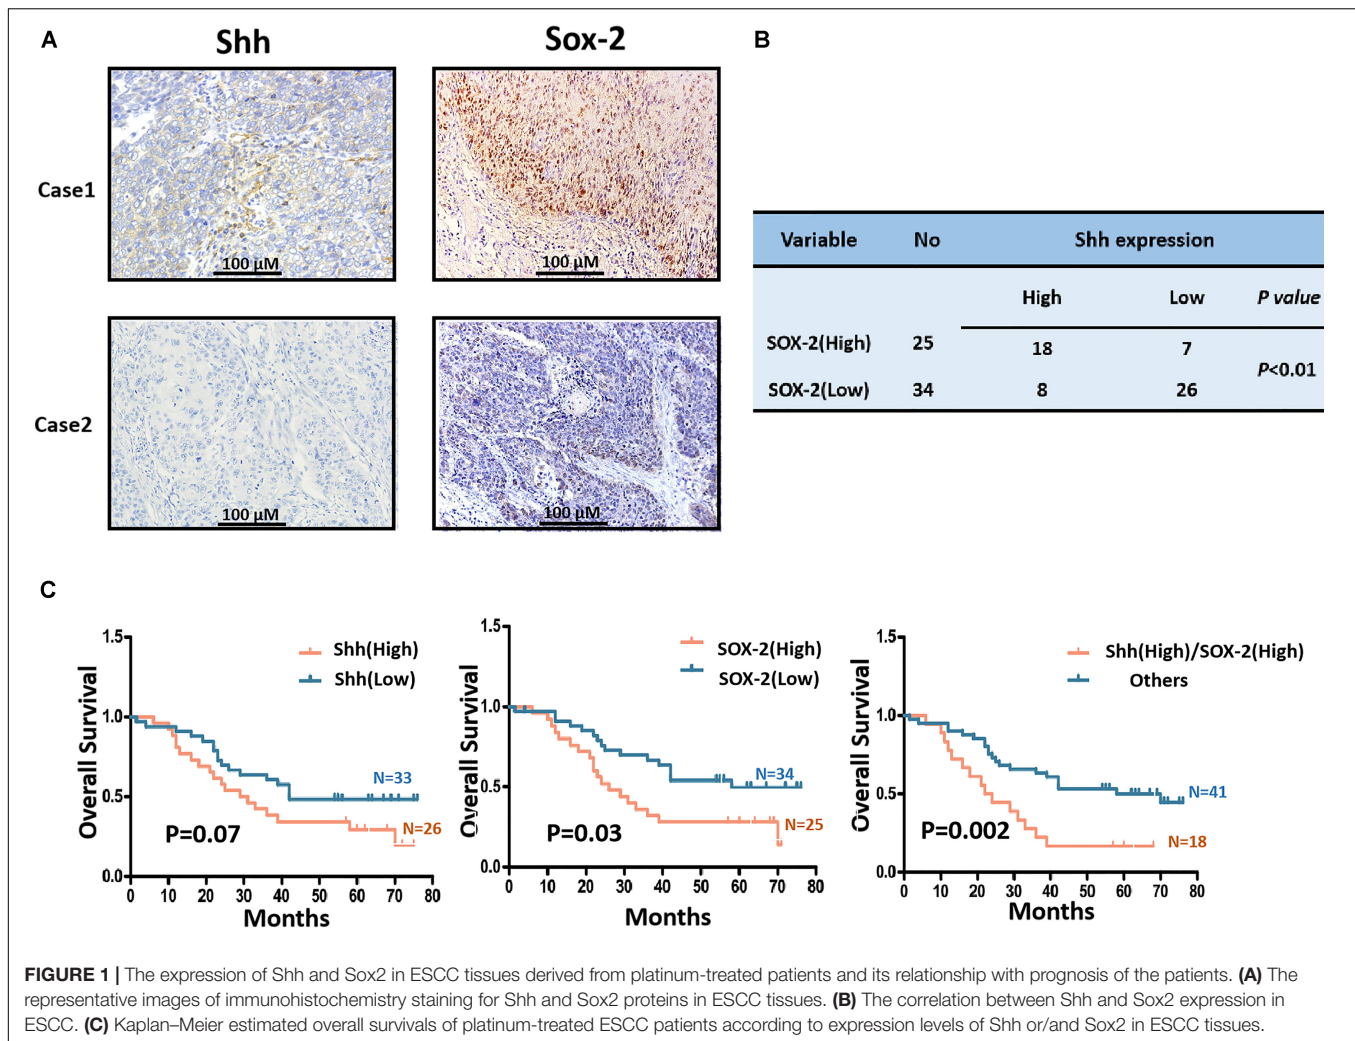 A
Shh
Sox-2
B
Case1
100 µM
100 µM
Case2
100 µM
100 µM
Variable No Shh expression
High Low P value
SOX-2(High) 25 18 7
P<0.01
SOX-2(Low) 34 8 26
C
1.5
1.0
0.5
0.0
Overall Survival
Shh(High)
Shh(Low)
N=33
N=26
P=0.07
0 10 20 30 40 50 60 70 80
Months
1.5
1.0
0.5
0.0
Overall Survival
SOX-2(High)
SOX-2(Low)
N=34
N=25
P=0.03
0 10 20 30 40 50 60 70 80
Months
1.5
1.0
0.5
0.0
Overall Survival
Shh(High)/SOX-2(High)
Others
N=41
N=18
P=0.002
0 10 20 30 40 50 60 70 80
Months
FIGURE 1 | The expression of Shh and Sox2 in ESCC tissues derived from platinum-treated patients and its relationship with prognosis of the patients. (A) The
representative images of immunohistochemistry staining for Shh and Sox2 proteins in ESCC tissues. (B) The correlation between Shh and Sox2 expression in
ESCC. (C) Kaplan–Meier estimated overall survivals of platinum-treated ESCC patients according to expression levels of Shh or/and Sox2 in ESCC tissues.